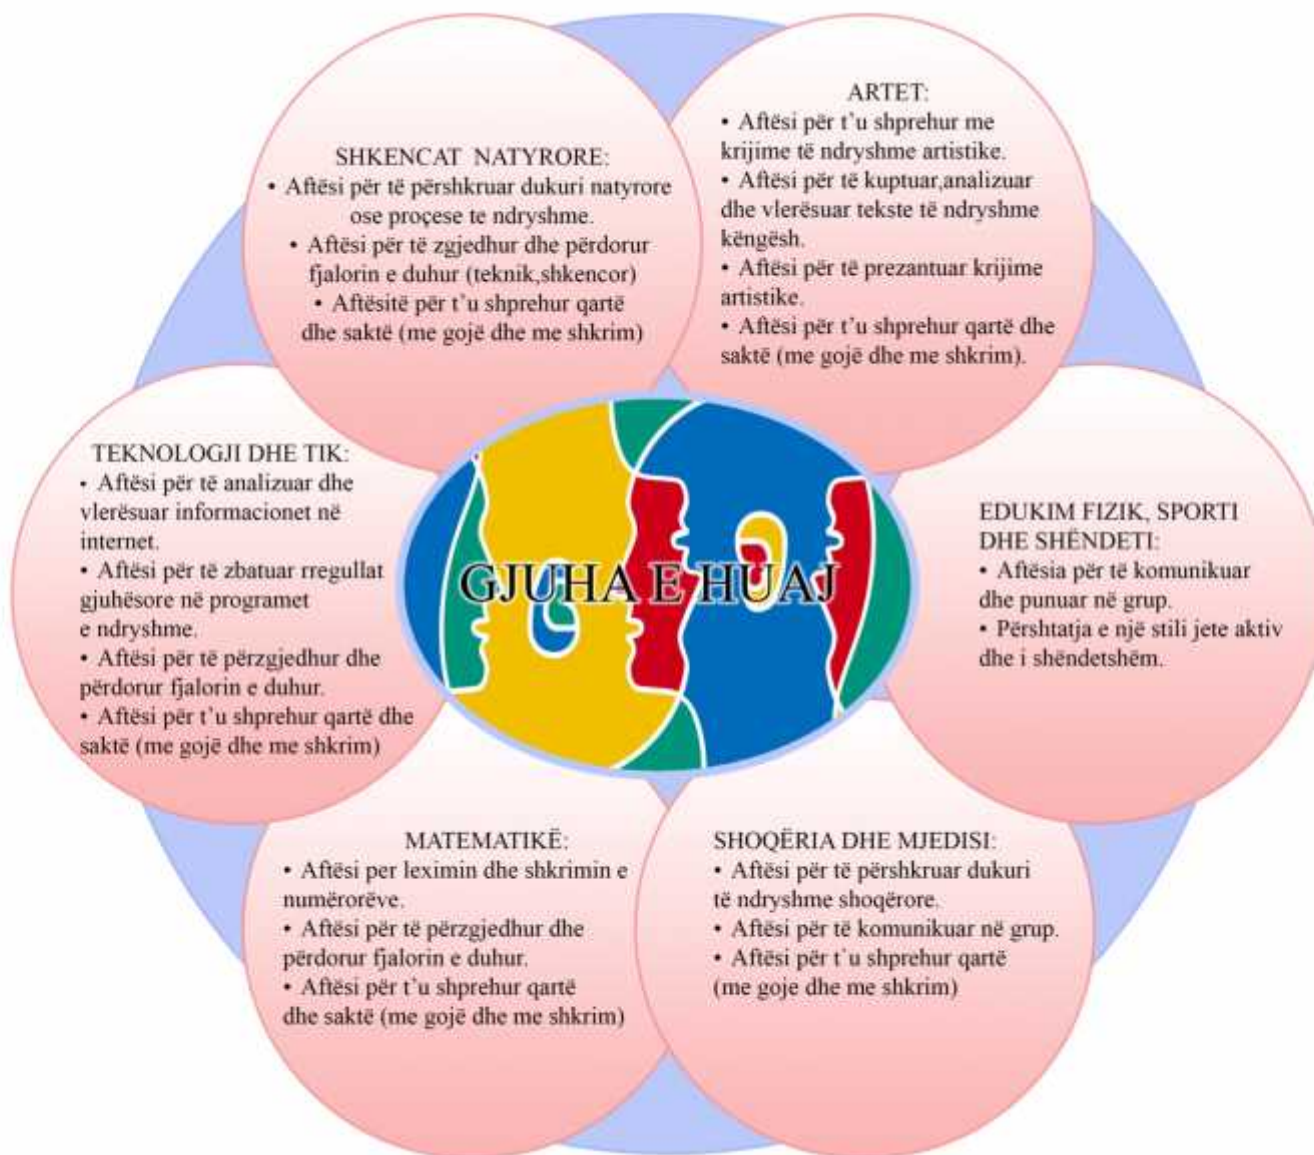 SHKENCAT NATYRORE:
• Aftësi për të përshkruar dukuri natyrore
ose proçese te ndryshme.
• Aftësi për të zgjedhur dhe përdorur
fjalorin e duhur (teknik,shkencor)
• Aftësitë për t’u shprehur qartë
dhe saktë (me gojë dhe me shkrim)
ARTET:
• Aftësi për t’u shprehur me
krijime të ndryshme artistike.
• Aftësi për të kuptuar,analizuar
dhe vlerësuar tekste të ndryshme
këngësh.
• Aftësi për të prezantuar krijime
artistike.
• Aftësi për t’u shprehur qartë dhe
saktë (me gojë dhe me shkrim).
TEKNOLOGJI DHE TIK:
• Aftësi për të analizuar dhe
vlerësuar informacionet në
internet.
• Aftësi për të zbatuar rregullat
gjuhësore në programet
e ndryshme.
• Aftësi për të përzgjedhur dhe
përdorur fjalorin e duhur.
• Aftësi për t’u shprehur qartë dhe
saktë (me gojë dhe me shkrim)
GJUHA E HUAJ
EDUKIM FIZIK, SPORTI
DHE SHËNDETI:
• Aftësia për të komunikuar
dhe punuar në grup.
• Përshtatja e një stili jete aktiv
dhe i shëndetshëm.
MATEMATIKË:
• Aftësi per leximin dhe shkrimin e
numërorëve.
• Aftësi për të përzgjedhur dhe
përdorur fjalorin e duhur.
• Aftësi për t’u shprehur qartë
dhe saktë (me gojë dhe me shkrim)
SHOQËRIA DHE MJEDISI:
• Aftësi për të përshkruar dukuri
të ndryshme shoqërore.
• Aftësi për të komunikuar në grup.
• Aftësi për t`u shprehur qartë
(me goje dhe me shkrim)